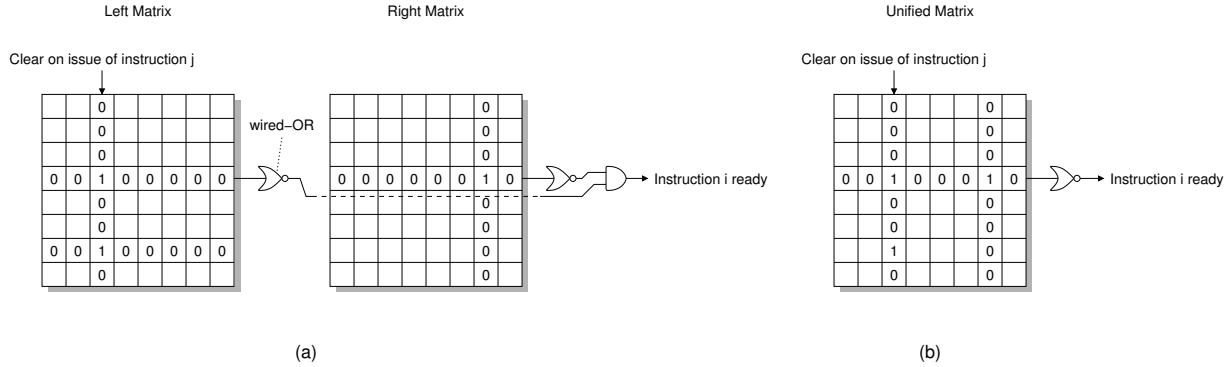 Left Matrix
Right Matrix
Unified Matrix
Clear on issue of instruction j
Clear on issue of instruction j
0 0 0 0
0 0 0 0
wired−OR
0 0 0 0
0 0 1 0 0 0 0 0 0 0 0 0 0 0 1 0 Instruction i ready 0 0 1 0 0 0 1 0 Instruction i ready
0 0 0 0
0 0 0 0
0 0 1 0 0 0 0 0 0 1 0
0 0 0 0
(a)
(b)